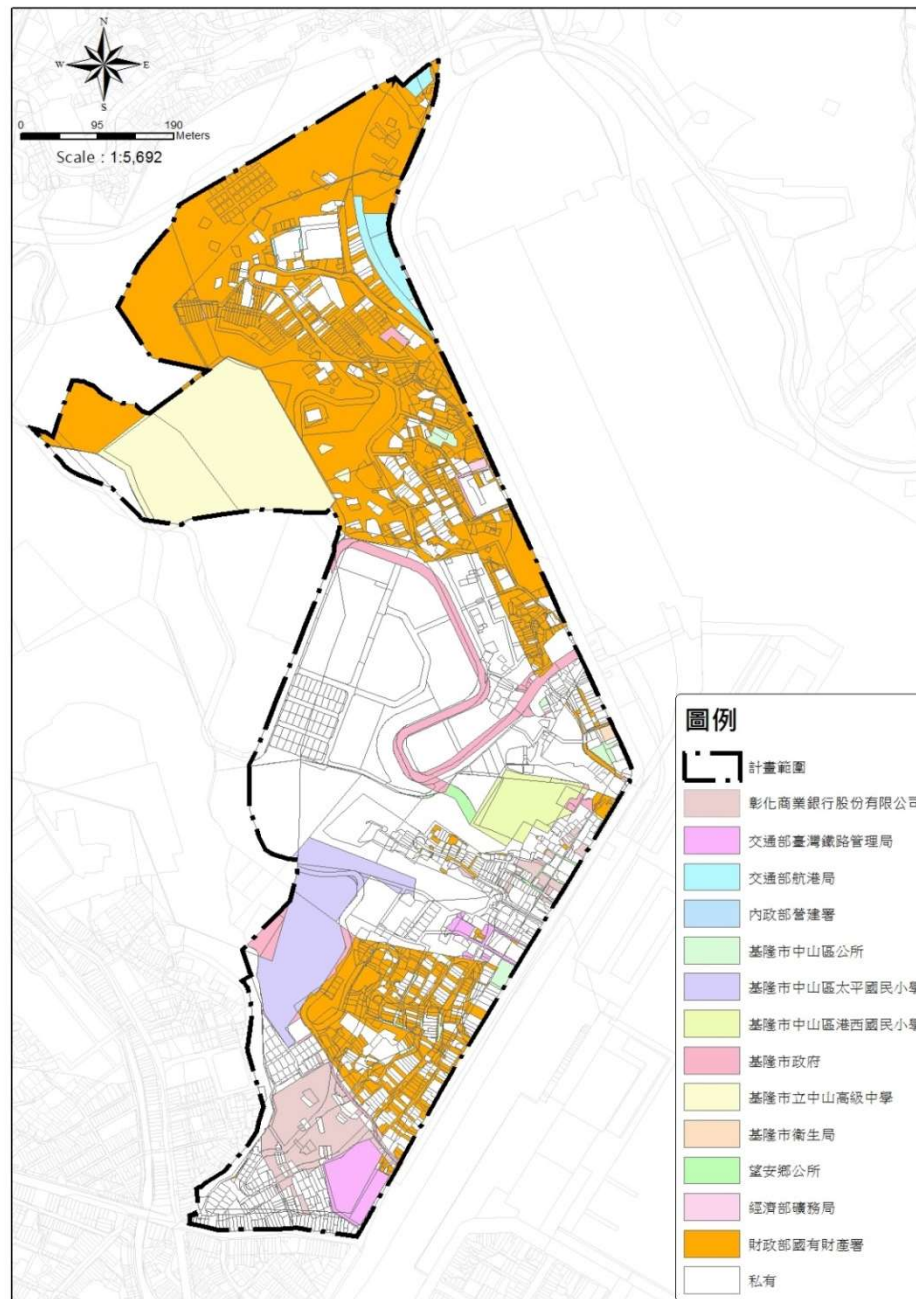 N
W E
S
0 95 190
Meters
Scale : 1:5,692
圖例
計畫範圍
彰化商業銀行股份有限公司
交通部臺灣鐵路管理局
交通部航港局
內政部營建署
基隆市中山區公所
基隆市中山區太平國民小學
基隆市中山區港西國民小學
基隆市政府
基隆市立中山高級中學
基隆市衛生局
望安鄉公所
經濟部礦務局
財政部國有財產署
私有